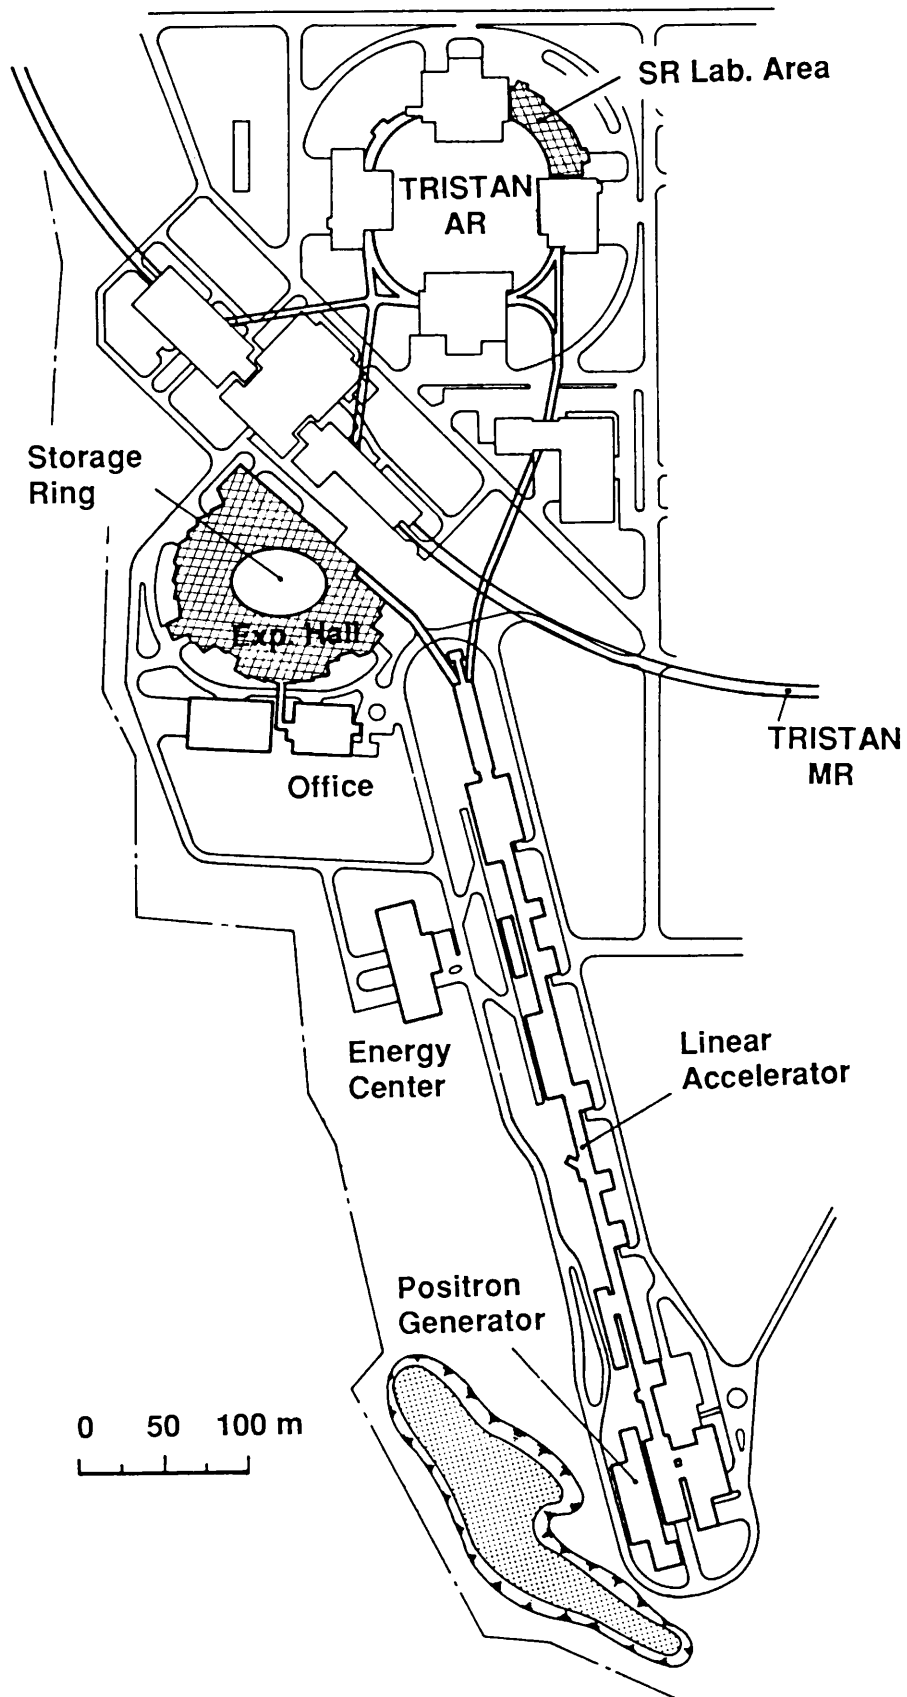 SR Lab. Area
TRISTAN
AR
Storage
Ring
Exp. Hall
TRISTAN
MR
Office
Energy
Center
Linear
Accelerator
Positron
Generator
0 50 100 m